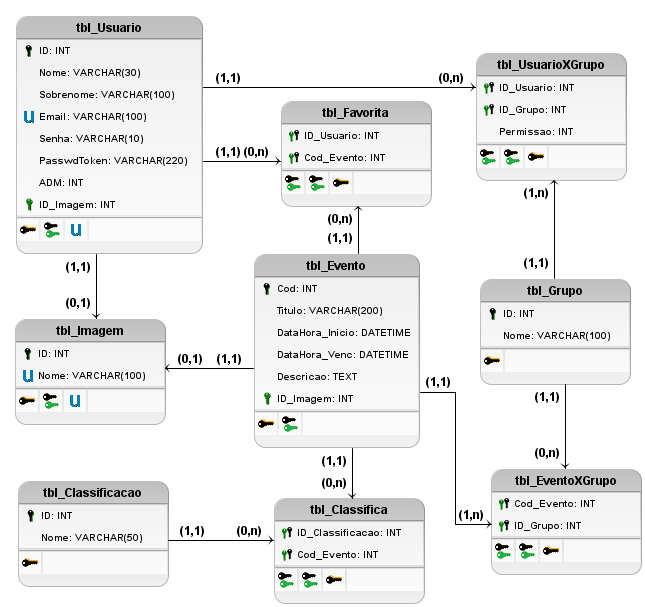 tbl_Usuario
ID: INT
Nome: VARCHAR(30)
Sobrenome: VARCHAR(100)
u Email: VARCHAR(100)
Senha: VARCHAR(10)
PasswdToken: VARCHAR(220)
ADM: INT
ID_Imagem: INT
u
(1,1)
(0,n)
tbl_UsuarioXGrupo
ID_Usuario: INT
ID_Grupo: INT
Permissao: INT
tbl_Favorita
ID_Usuario: INT
Cod_Evento: INT
(1,1) (0,n)
(0,n)
(1,1)
(1,n)
(1,1)
(1,1)
(0,1)
tbl_Evento
Cod: INT
Titulo: VARCHAR(200)
DataHora_Inicio: DATETIME
DataHora_Venc: DATETIME
Descricao: TEXT
ID_Imagem: INT
tbl_Grupo
ID: INT
Nome: VARCHAR(100)
tbl_Imagem
ID: INT
u Nome: VARCHAR(100)
u
(0,1) (1,1)
(1,1)
(1,1)
(0,n)
(1,1)
(0,n)
(1,n)
tbl_EventoXGrupo
Cod_Evento: INT
ID_Grupo: INT
tbl_Classificacao
ID: INT
Nome: VARCHAR(50)
(1,1) (0,n)
tbl_Classifica
ID_Classificacao: INT
Cod_Evento: INT